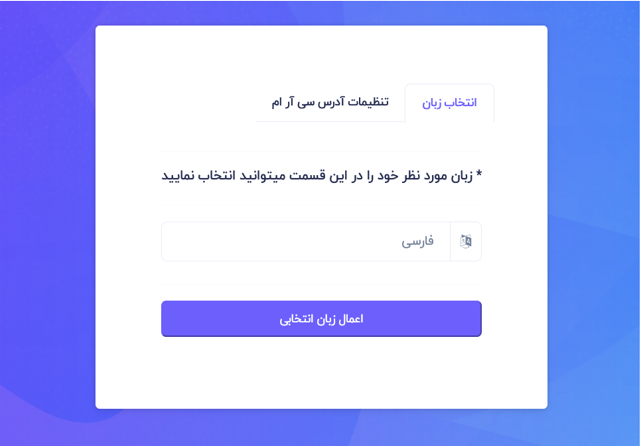 انتخاب زبان
تنظیمات آدرس سی آر ام
* زبان مورد نظر خود را در این قسمت میتوانید انتخاب نمایید
فارسی
اعمال زبان انتخابی